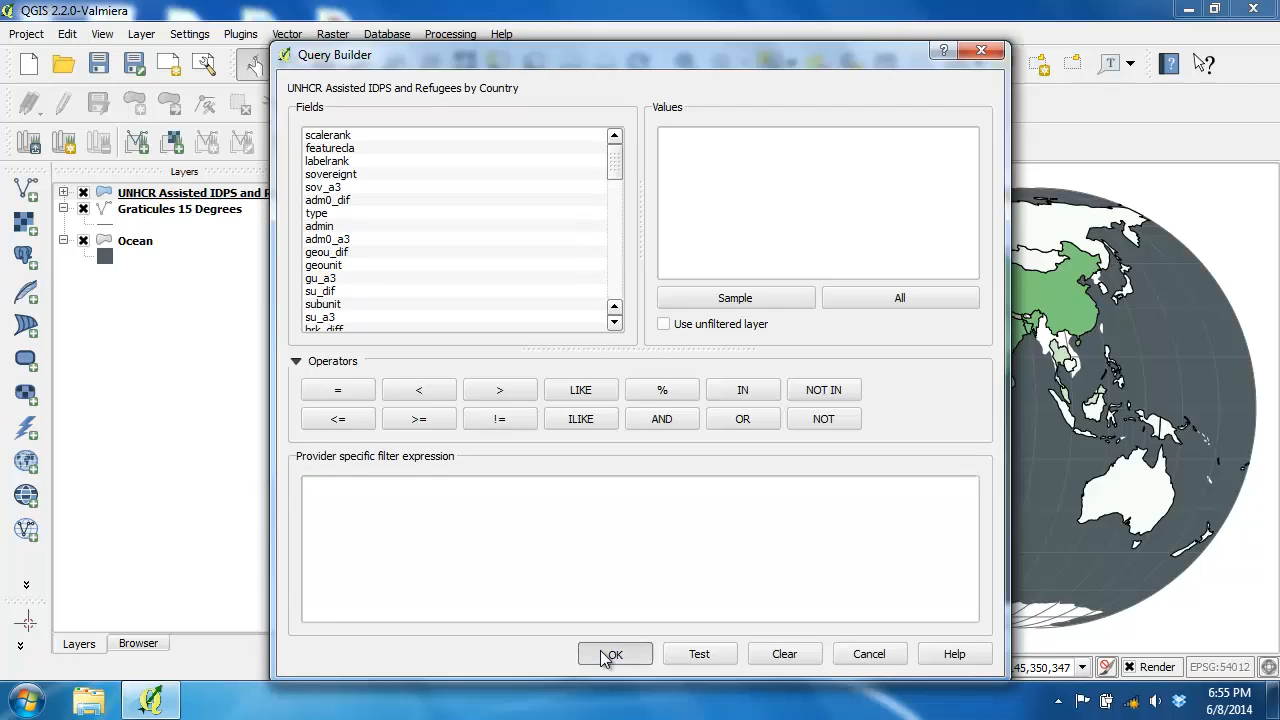 QGIS 2.2.0-Valmiera
Project Edit View Layer Settings Plugins Vector Raster Database Processing Help
Query Builder
UNHCR Assisted IDPS and Refugees by Country
Fields
scalerank
featurecla
labelrank
sovereignt
sov_a3
adm0_dif
type
admin
adm0_a3
geou_dif
geounit
gu_a3
su_dif
subunit
su_a3
brk_diff
Values
Sample All
Use unfiltered layer
Operators
= < > LIKE % IN NOT IN
<= >= != ILIKE AND OR NOT
Provider specific filter expression
OK Test Clear Cancel Help
Layers
UNHCR Assisted IDPS and R
Graticules 15 Degrees
Ocean
Layers Browser
45,350,347 Render EPSG:54012
6:55 PM
6/8/2014